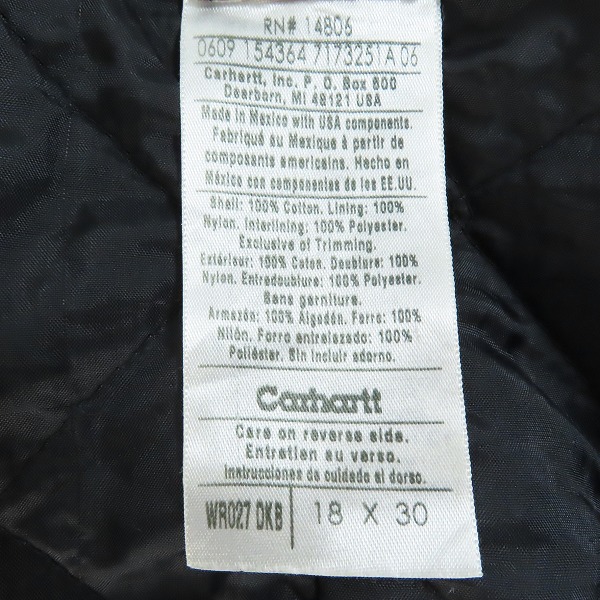 RN# 14806
0609 154364 7173251A 06
Carhartt, Inc. P. O. Box 600
Dearborn, MI 48121 USA
Made in Mexico with USA components.
Fabriqué au Mexique à partir de
composants americains. Hecho en
México con componentes de los EE.UU.
Shell: 100% Cotton. Lining: 100%
Nylon. Interlining: 100% Polyester.
Exclusive of Trimming.
Extérieur: 100% Coton. Doublure: 100%
Nylon. Entredoublure: 100% Polyester.
Sans garniture.
Armazón: 100% Algodón. Forro: 100%
Nilón. Forro entrelazado: 100%
Poliéster. Sin incluir adorno.
Carhartt
Care on reverse side.
Entretien au verso.
Instrucciones de cuidado al dorso.
WR027 DKB 18 X 30